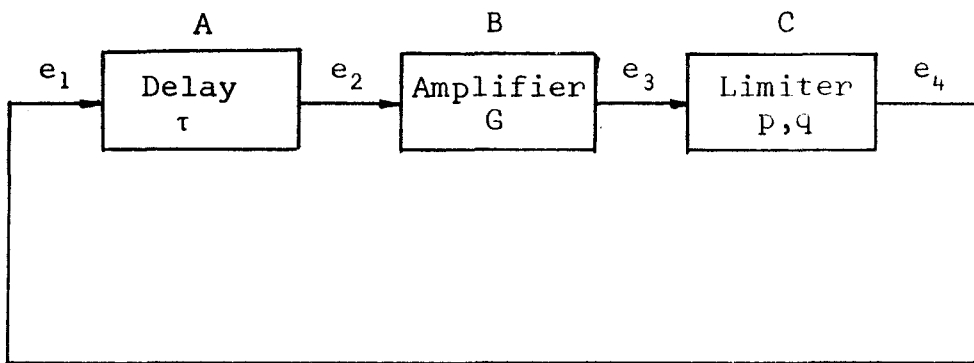 A B C
e₁ Delay τ e₂ Amplifier G e₃ Limiter p,q e₄